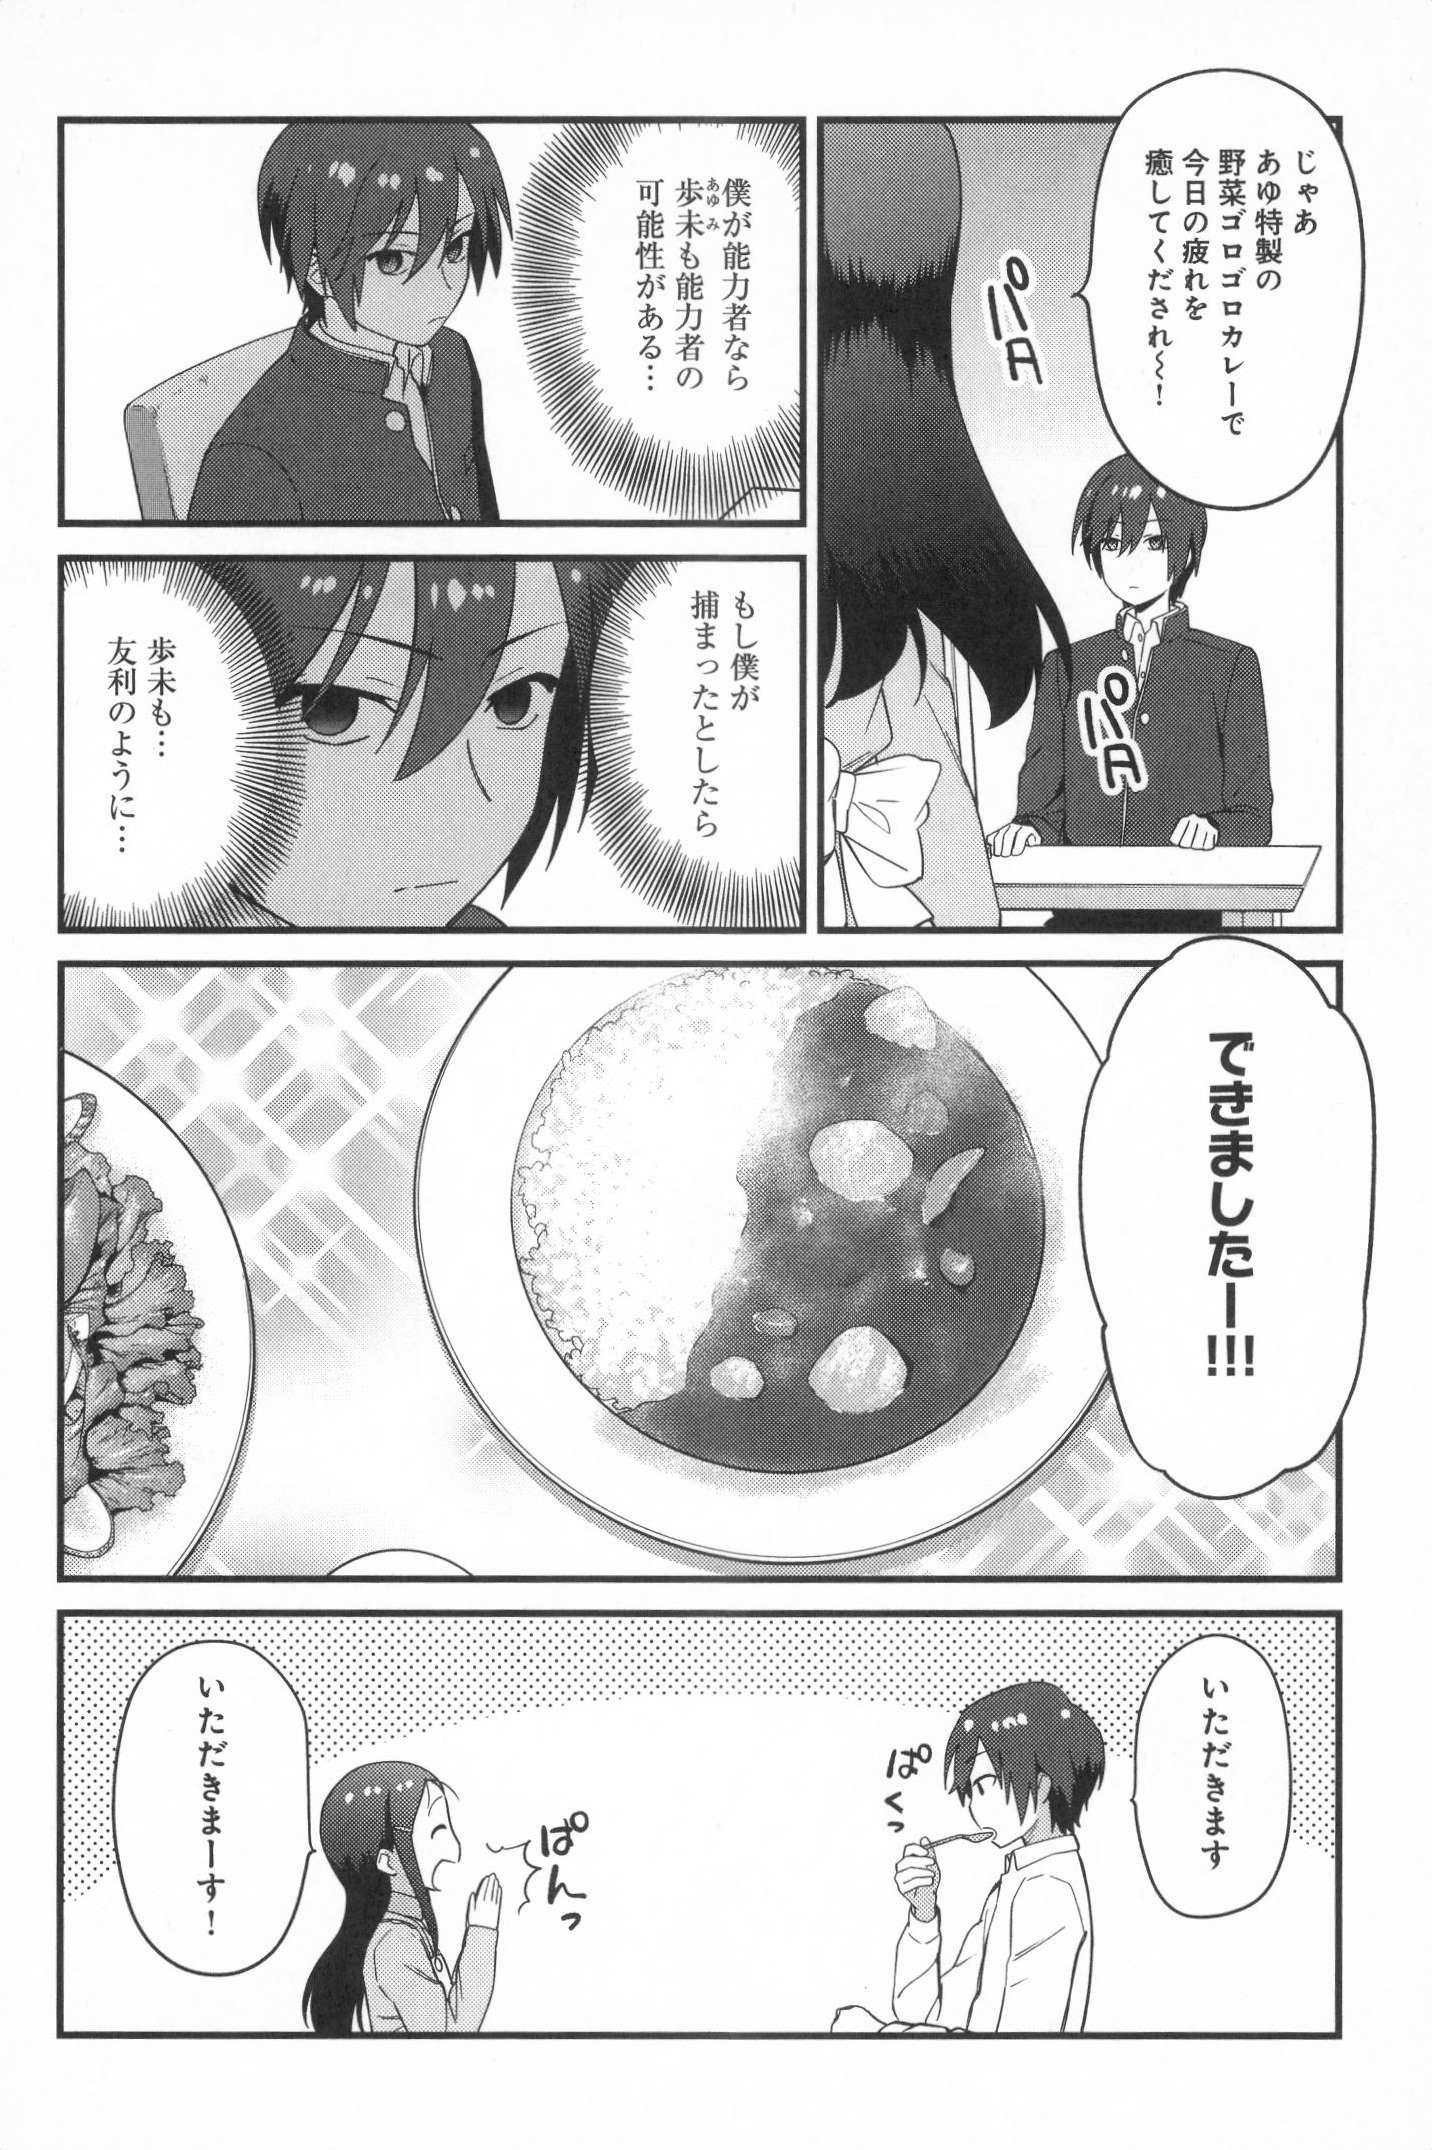 じゃあ
あゆ特製の
野菜ゴロゴロカレーで
今日の疲れを
癒してくだされ〜！
パタ
パタ
僕が能力者なら
歩未も能力者の
あゆみ
可能性がある…
もし僕が
捕まったとしたら
歩未も…
友利のように…
できましたー!!!
いただきます
ぱくっ
ぱんっ
いただきまーす！